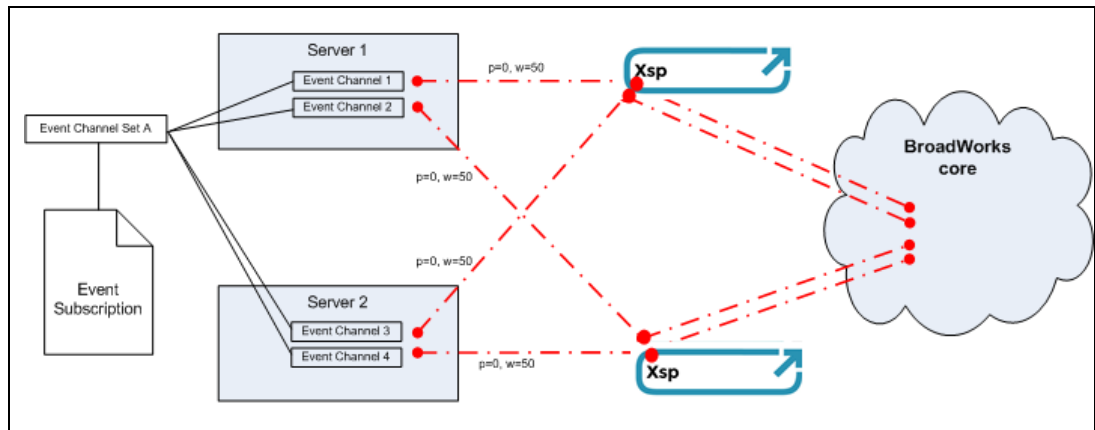 Server 1
Event Channel 1
Event Channel 2
p=0, w=50
Xsp
Event Channel Set A
BroadWorks
core
p=0, w=50
Event
Subscription
p=0, w=50
Server 2
Event Channel 3
Event Channel 4
p=0, w=50
Xsp